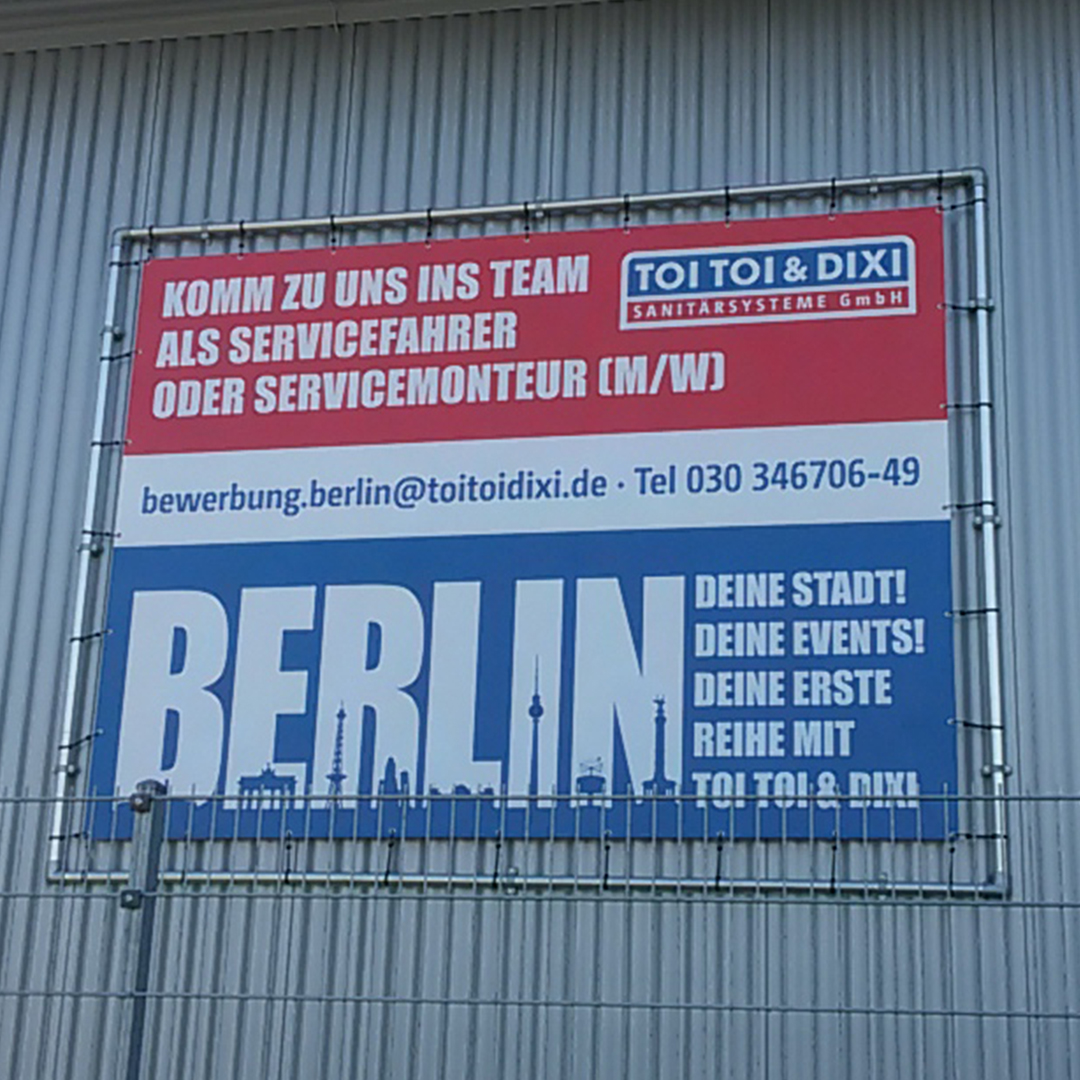 KOMM ZU UNS INS TEAM
ALS SERVICEFAHRER
ODER SERVICEMONTEUR (M/W)
TOI TOI & DIXI
SANITÄRSYSTEME GmbH
bewerbung.berlin@toitoidixi.de · Tel 030 346706-49
BERLIN
DEINE STADT!
DEINE EVENTS!
DEINE ERSTE
REIHE MIT
TOI TOI & DIXI